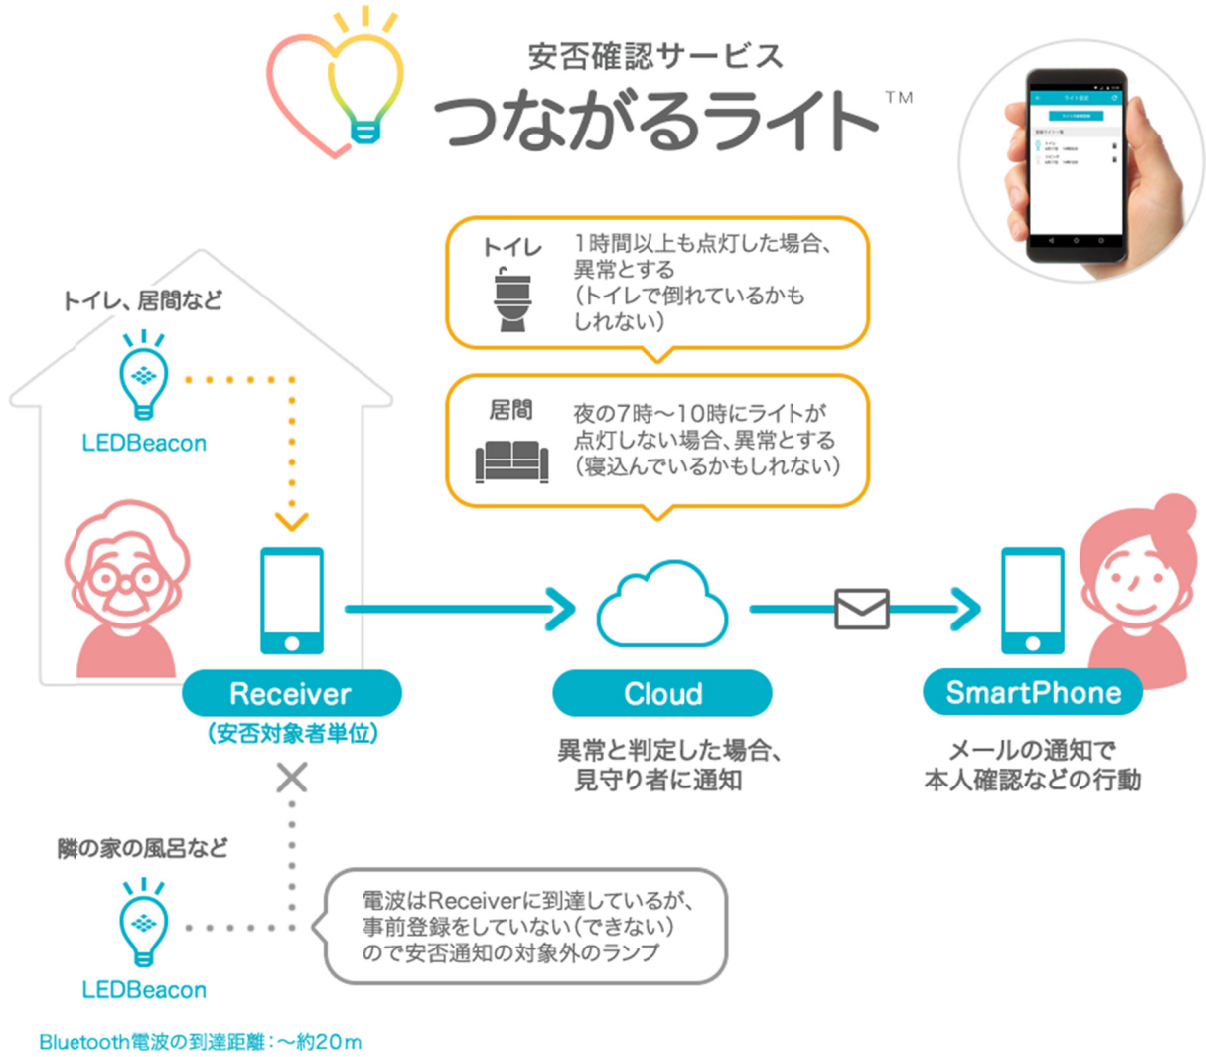 安否確認サービス
つながるライト™
ライト設定
トイレ
1時間以上も点灯した場合、
異常とする
（トイレで倒れているかも
しれない）
トイレ、居間など
LEDBeacon
居間
夜の7時～10時にライトが
点灯しない場合、異常とする
（寝込んでいるかもしれない）
Receiver
（安否対象者単位）
Cloud
異常と判定した場合、
見守り者に通知
SmartPhone
メールの通知で
本人確認などの行動
隣の家の風呂など
LEDBeacon
電波はReceiverに到達しているが、
事前登録をしていない（できない）
ので安否通知の対象外のランプ
Bluetooth電波の到達距離：～約20m